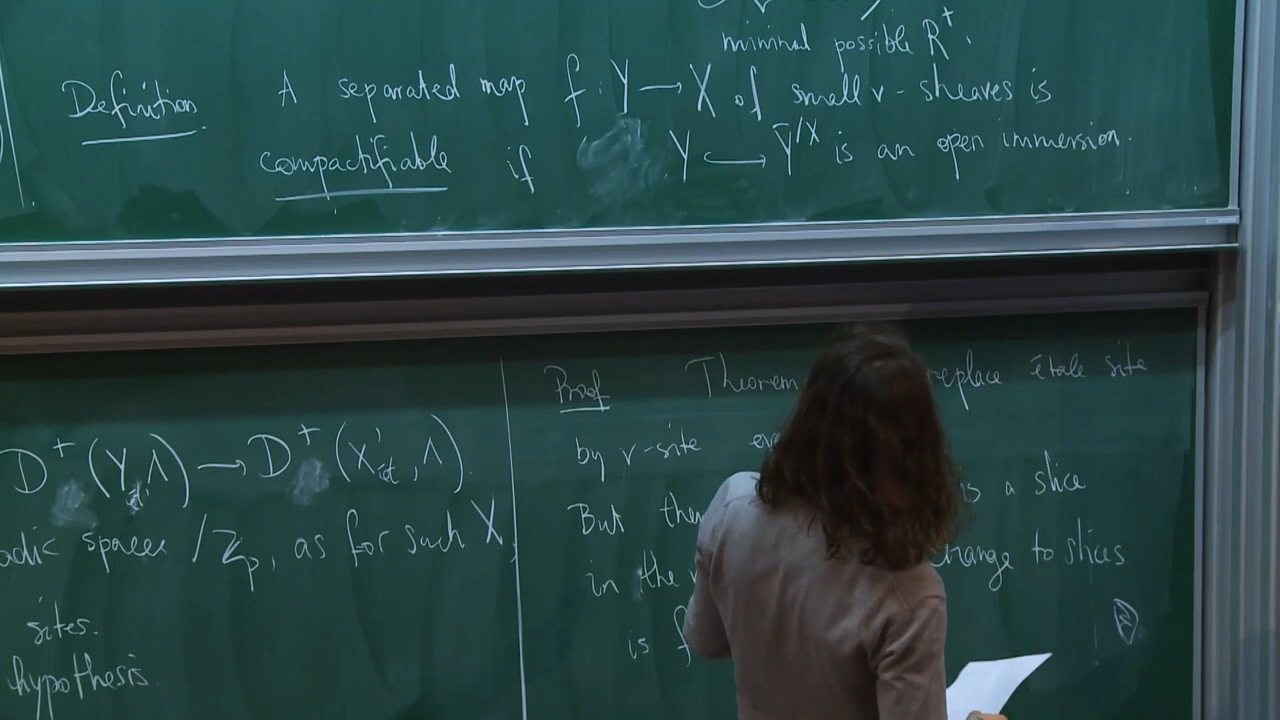 minimal possible R⁺.
Definition A separated map f : Y → X of small v-sheaves is
compactifiable if Y ↪ Ȳ/X is an open immersion.
D⁺(Yét, Λ) → D⁺(X'ét, Λ).
adic spaces /ℤp, as for such X,
sites.
hypothesis.
Proof Theorem replace étale site
by v-site
But is a slice
in the change to slices
is